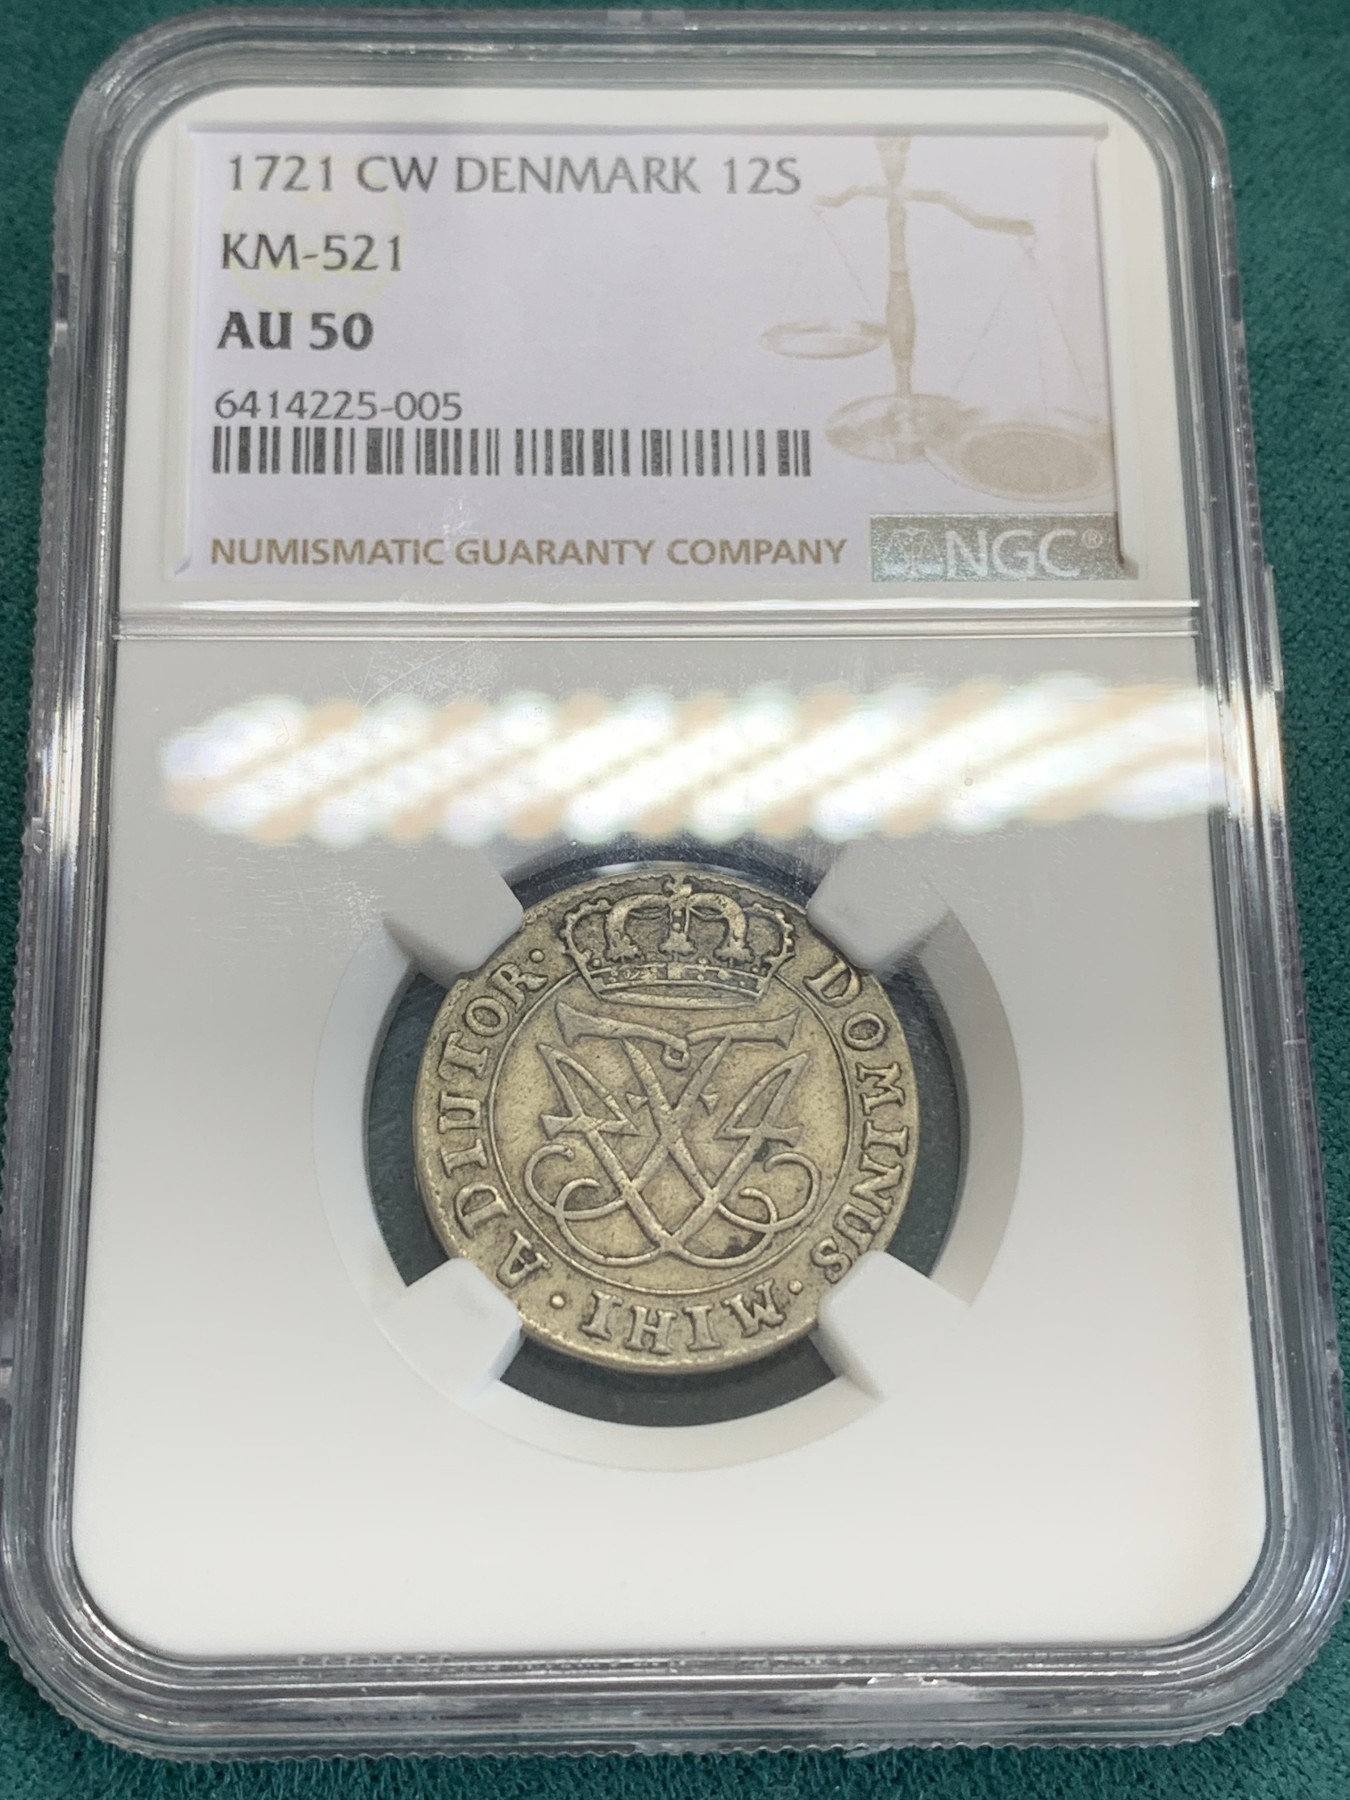 1721 CW DENMARK 12S
KM-521
AU 50
6414225-005
NUMISMATIC GUARANTY COMPANY
NGC®
DOMINUS · MIHI · ADIUTOR ·